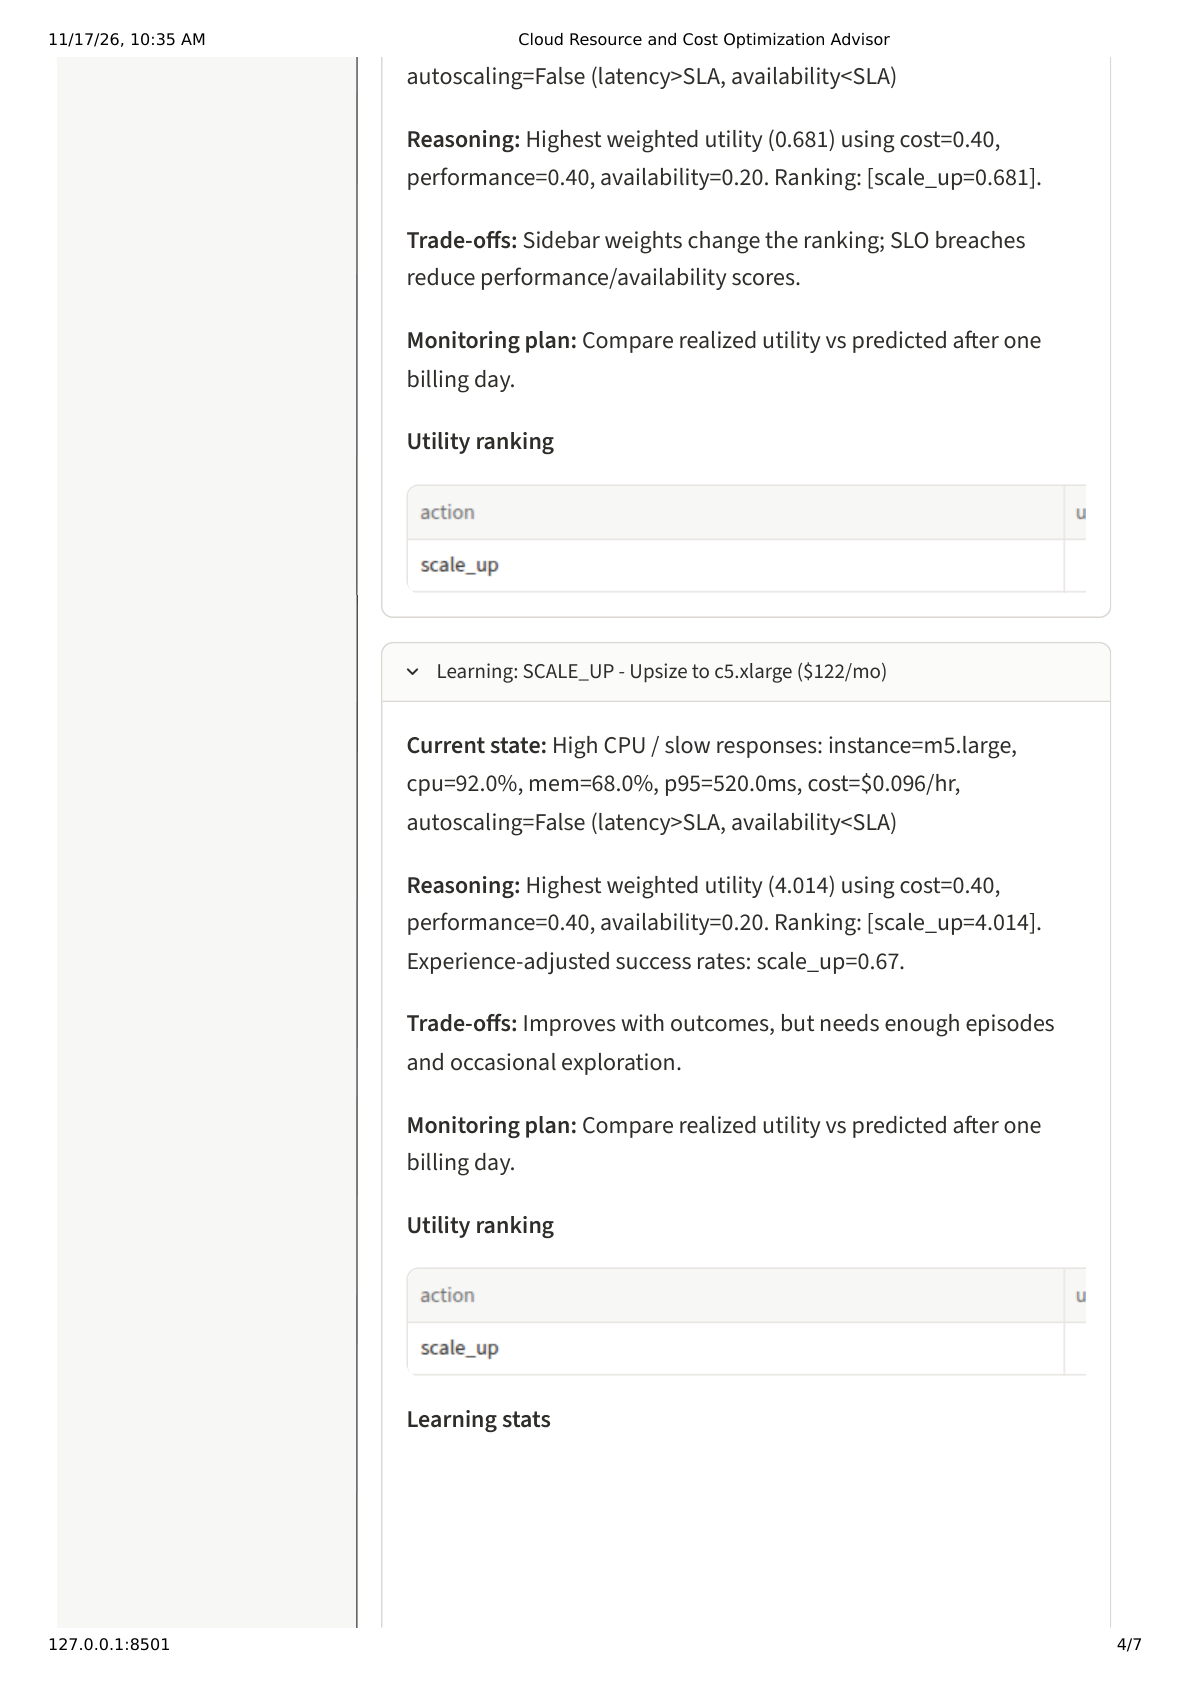 11/17/26, 10:35 AM
Cloud Resource and Cost Optimization Advisor
autoscaling=False (latency>SLA, availability<SLA)
Reasoning: Highest weighted utility (0.681) using cost=0.40,
performance=0.40, availability=0.20. Ranking: [scale_up=0.681].
Trade-offs: Sidebar weights change the ranking; SLO breaches
reduce performance/availability scores.
Monitoring plan: Compare realized utility vs predicted after one
billing day.
Utility ranking
action
u
scale_up
Learning: SCALE_UP - Upsize to c5.xlarge ($122/mo)
Current state: High CPU / slow responses: instance=m5.large,
cpu=92.0%, mem=68.0%, p95=520.0ms, cost=$0.096/hr,
autoscaling=False (latency>SLA, availability<SLA)
Reasoning: Highest weighted utility (4.014) using cost=0.40,
performance=0.40, availability=0.20. Ranking: [scale_up=4.014].
Experience-adjusted success rates: scale_up=0.67.
Trade-offs: Improves with outcomes, but needs enough episodes
and occasional exploration.
Monitoring plan: Compare realized utility vs predicted after one
billing day.
Utility ranking
action
u
scale_up
Learning stats
127.0.0.1:8501
4/7